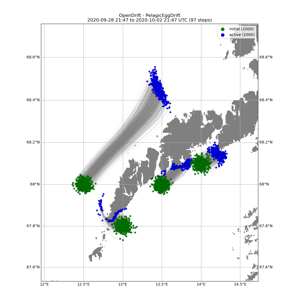 OpenDrift - PelagicEggDrift
2020-09-28 21:47 to 2020-10-02 21:47 UTC (97 steps)
initial (2000)
active (2000)
68.6°N
68.6°N
68.4°N
68.4°N
68.2°N
68.2°N
68°N
68°N
67.8°N
67.8°N
67.6°N
67.6°N
12°E 12.5°E 13°E 13.5°E 14°E 14.5°E